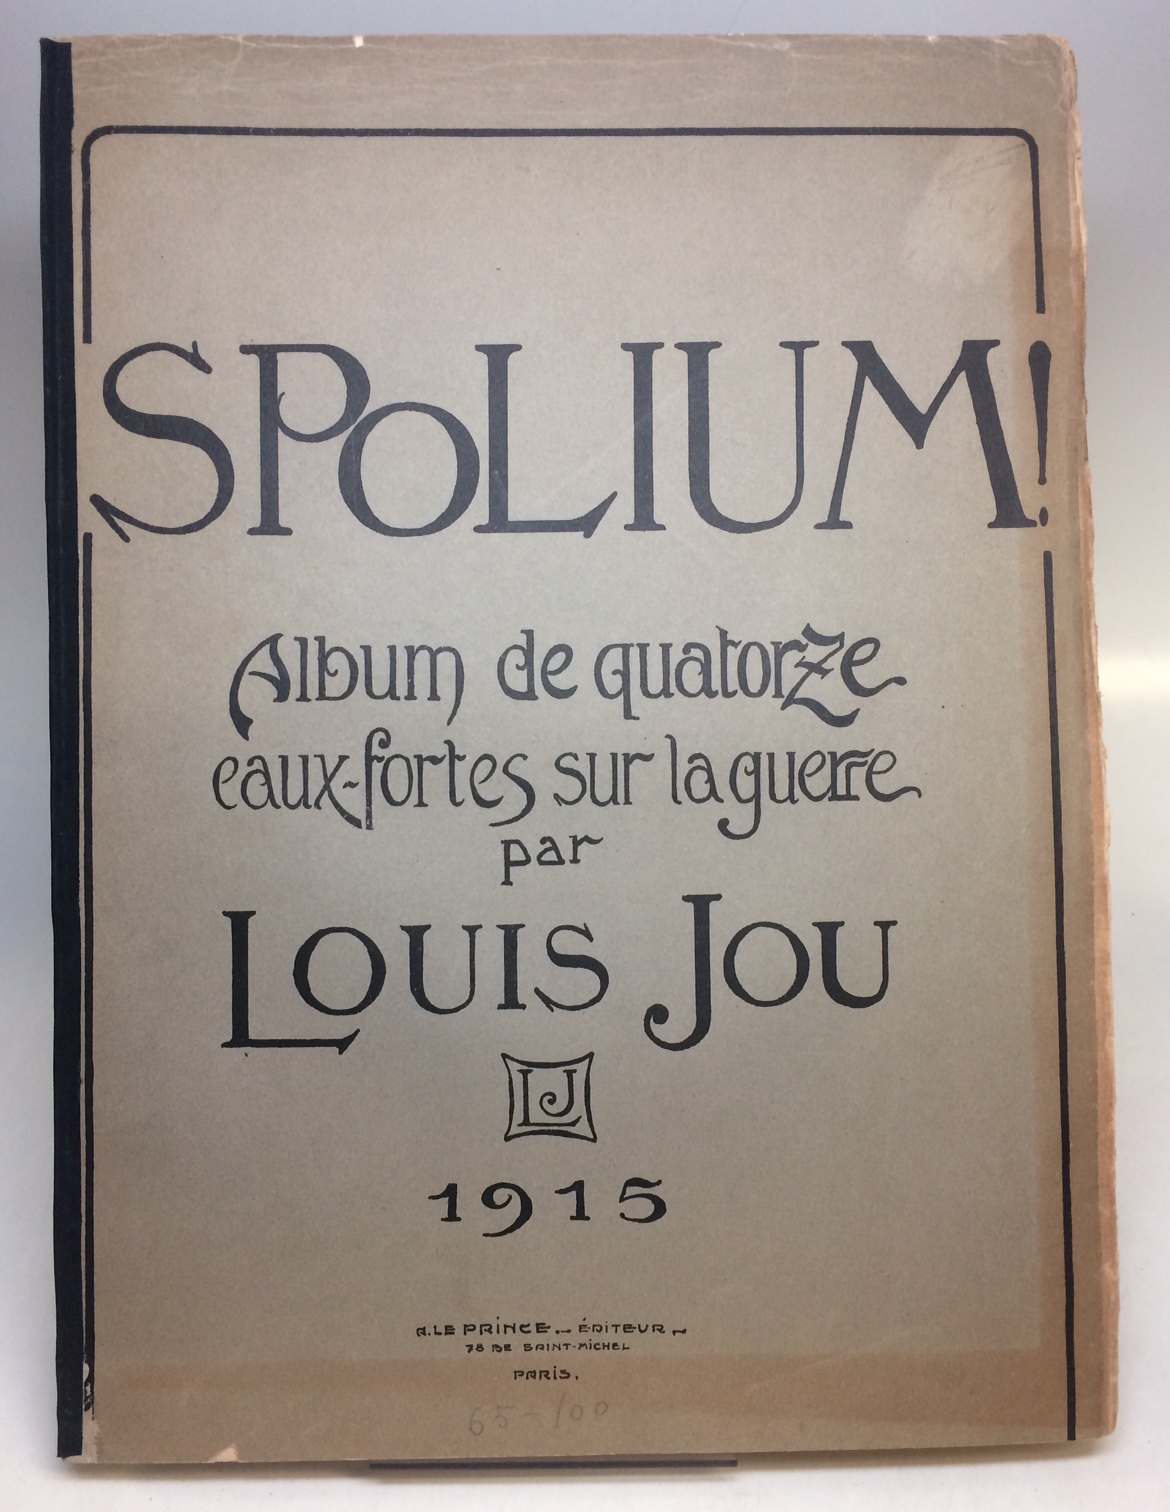 SPOLIUM!
Album de quatorze
eaux-fortes sur la guerre
par
LOUIS JOU
LJ
1915
A. LE PRINCE — ÉDITEUR —
78 BE SAINT-MICHEL
PARIS.
65-100